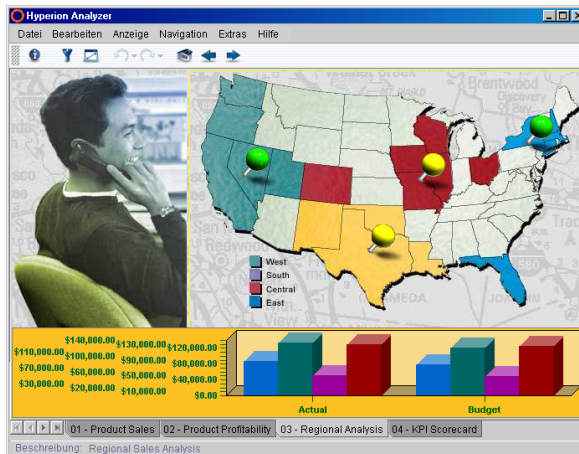 Hyperion Analyzer
Datei Bearbeiten Anzeige Navigation Extras Hilfe
Brentwood
Discovery
Bay
West
South
Central
East
580
$140,000.00
$130,000.00
$120,000.00
$110,000.00
$100,000.00
$90,000.00
$80,000.00
$70,000.00
$60,000.00
$50,000.00
$40,000.00
$30,000.00
$20,000.00
$10,000.00
$0.00
Actual Budget
01 - Product Sales 02 - Product Profitability 03 - Regional Analysis 04 - KPI Scorecard
Beschreibung: Regional Sales Analysis